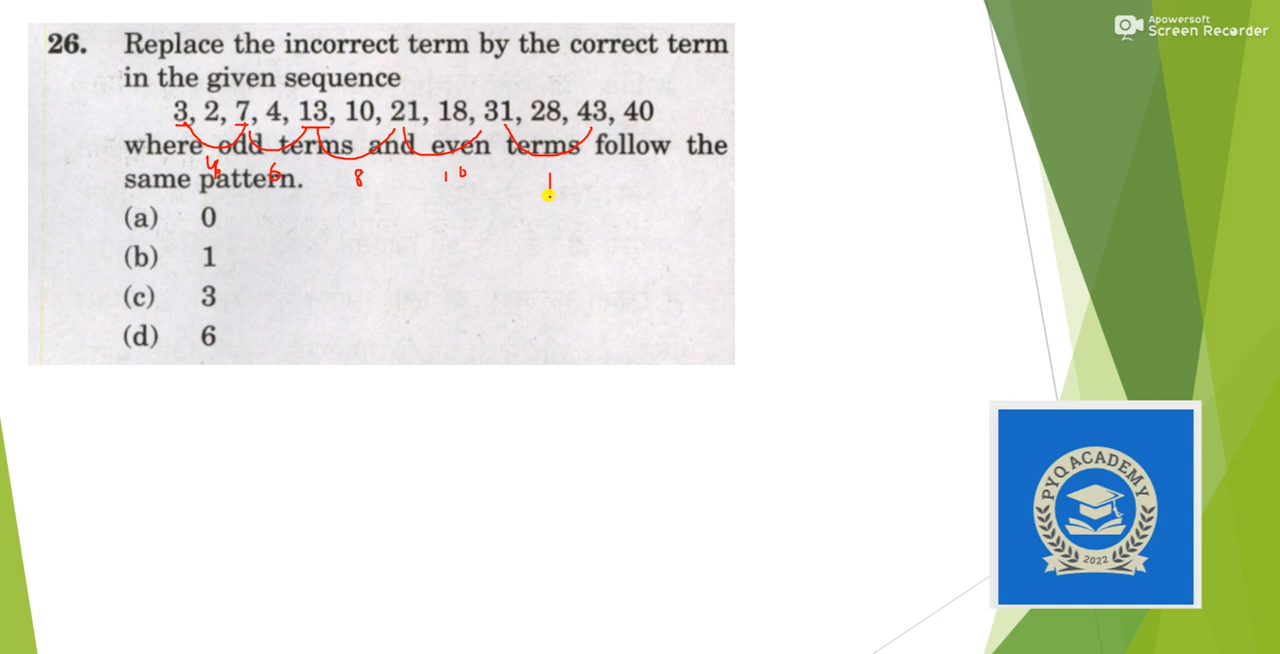 Apowersoft
Screen Recorder
26. Replace the incorrect term by the correct term
in the given sequence
3, 2, 7, 4, 13, 10, 21, 18, 31, 28, 43, 40
where odd terms and even terms follow the
same pattern.
4 6 8 10 1
(a) 0
(b) 1
(c) 3
(d) 6
PYQ ACADEMY
2022